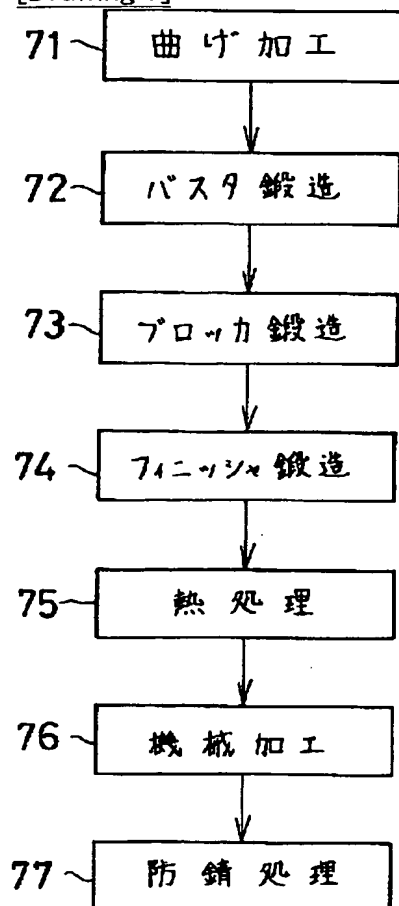 71 曲げ加工
72 バスタ鍛造
73 ブロッカ鍛造
74 フィニッシャ鍛造
75 熱処理
76 機械加工
77 防錆処理